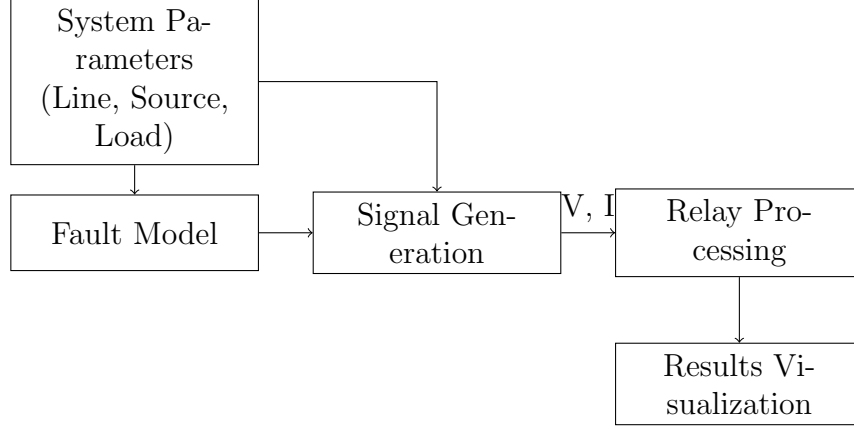 System Pa-
rameters
(Line, Source,
Load)
Fault Model
Signal Gen-
eration
V, I
Relay Pro-
cessing
Results Vi-
sualization